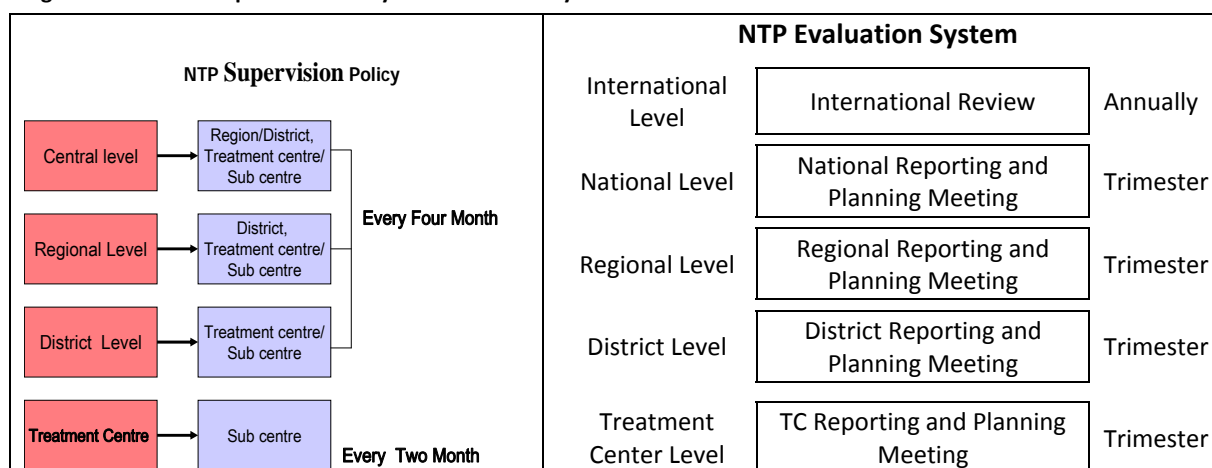 NTP Supervision Policy
Central level
Region/District,
Treatment centre/
Sub centre
Regional Level
District,
Treatment centre/
Sub centre
Every Four Month
District Level
Treatment centre/
Sub centre
Treatment Centre
Sub centre
Every Two Month
NTP Evaluation System
International
Level
International Review
Annually
National Level
National Reporting and
Planning Meeting
Trimester
Regional Level
Regional Reporting and
Planning Meeting
Trimester
District Level
District Reporting and
Planning Meeting
Trimester
Treatment
Center Level
TC Reporting and Planning
Meeting
Trimester